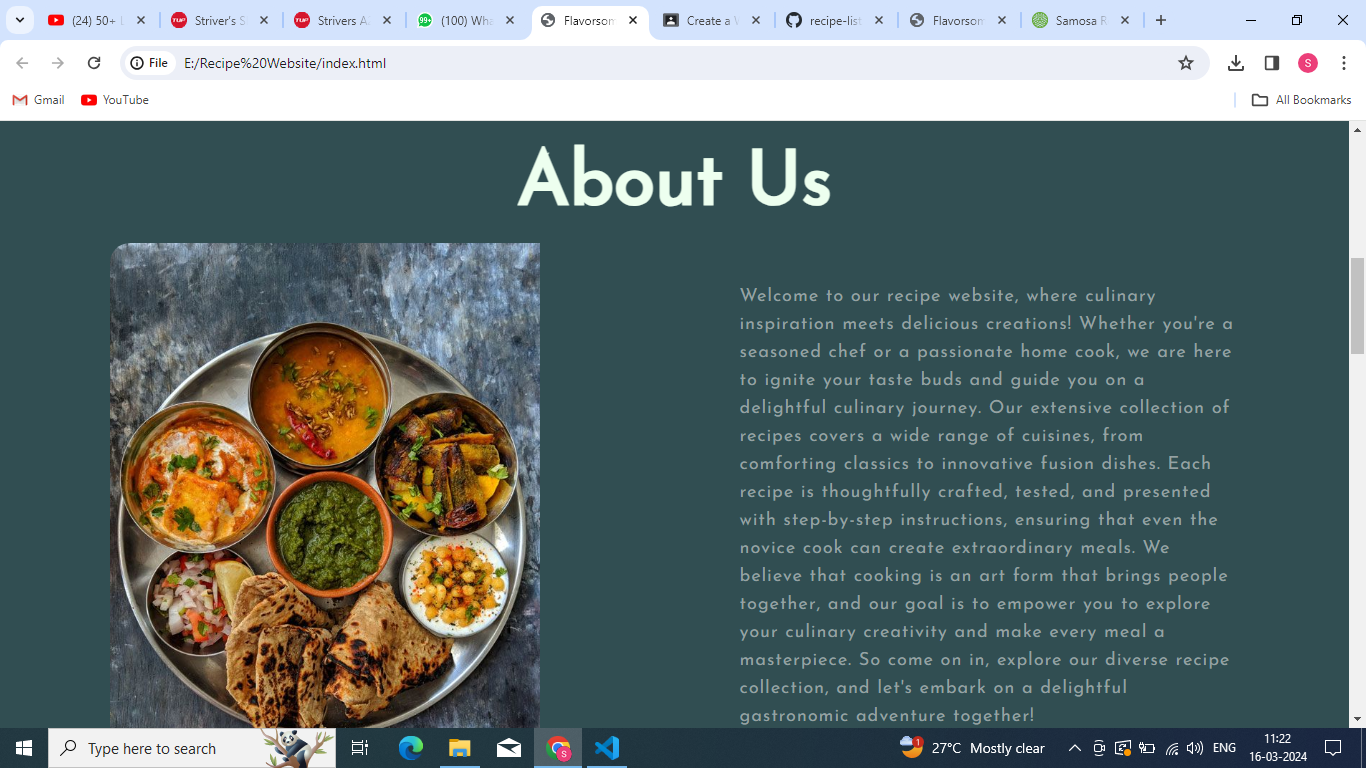 (24) 50+ L
Striver's S
Strivers A
(100) Wha
Flavorsom
Create a W
recipe-list
Flavorsom
Samosa R
File
E:/Recipe%20Website/index.html
S
Gmail
YouTube
All Bookmarks
About Us
Welcome to our recipe website, where culinary
inspiration meets delicious creations! Whether you're a
seasoned chef or a passionate home cook, we are here
to ignite your taste buds and guide you on a
delightful culinary journey. Our extensive collection of
recipes covers a wide range of cuisines, from
comforting classics to innovative fusion dishes. Each
recipe is thoughtfully crafted, tested, and presented
with step-by-step instructions, ensuring that even the
novice cook can create extraordinary meals. We
believe that cooking is an art form that brings people
together, and our goal is to empower you to explore
your culinary creativity and make every meal a
masterpiece. So come on in, explore our diverse recipe
collection, and let's embark on a delightful
gastronomic adventure together!
Type here to search
27°C Mostly clear
ENG
11:22
16-03-2024